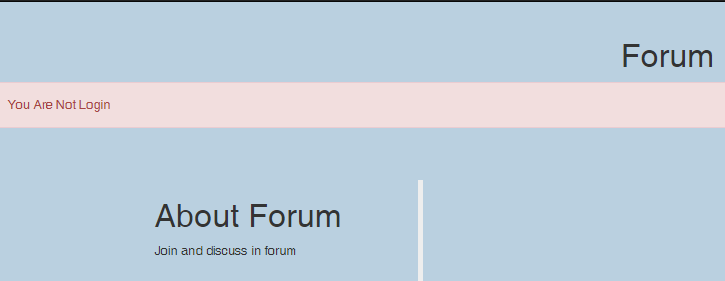 Forum
You Are Not Login
About Forum
Join and discuss in forum